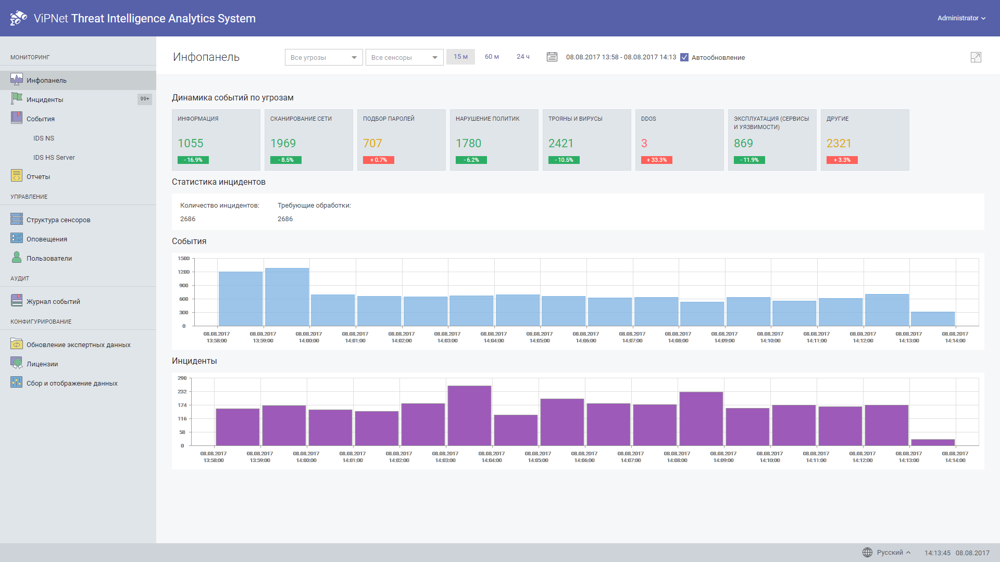 ViPNet Threat Intelligence Analytics System
Administrator
МОНИТОРИНГ
Инфопанель
Инциденты
99+
События
IDS NS
IDS HS Server
Отчеты
УПРАВЛЕНИЕ
Структура сенсоров
Оповещения
Пользователи
АУДИТ
Журнал событий
КОНФИГУРИРОВАНИЕ
Обновление экспертных данных
Лицензии
Сбор и отображение данных
Инфопанель
Все угрозы
Все сенсоры
15 м
60 м
24 ч
08.08.2017 13:58 - 08.08.2017 14:13
Автообновление
Динамика событий по угрозам
ИНФОРМАЦИЯ
1055
- 16.9%
СКАНИРОВАНИЕ СЕТИ
1969
- 8.5%
ПОДБОР ПАРОЛЕЙ
707
+ 0.7%
НАРУШЕНИЕ ПОЛИТИК
1780
- 6.2%
ТРОЯНЫ И ВИРУСЫ
2421
- 10.5%
DDOS
3
+ 33.3%
ЭКСПЛУАТАЦИЯ (СЕРВИСЫ
И УЯЗВИМОСТИ)
869
- 11.9%
ДРУГИЕ
2321
+ 3.3%
Статистика инцидентов
Количество инцидентов: Требующие обработки:
2686 2686
События
1500
1200
900
600
300
0
08.08.2017 08.08.2017 08.08.2017 08.08.2017 08.08.2017 08.08.2017 08.08.2017 08.08.2017 08.08.2017 08.08.2017 08.08.2017 08.08.2017 08.08.2017 08.08.2017 08.08.2017 08.08.2017 08.08.2017
13:58:00 13:59:00 14:00:00 14:01:00 14:02:00 14:03:00 14:04:00 14:05:00 14:06:00 14:07:00 14:08:00 14:09:00 14:10:00 14:11:00 14:12:00 14:13:00 14:14:00
Инциденты
290
232
174
116
58
0
08.08.2017 08.08.2017 08.08.2017 08.08.2017 08.08.2017 08.08.2017 08.08.2017 08.08.2017 08.08.2017 08.08.2017 08.08.2017 08.08.2017 08.08.2017 08.08.2017 08.08.2017 08.08.2017 08.08.2017
13:58:00 13:59:00 14:00:00 14:01:00 14:02:00 14:03:00 14:04:00 14:05:00 14:06:00 14:07:00 14:08:00 14:09:00 14:10:00 14:11:00 14:12:00 14:13:00 14:14:00
Русский
14:13:45 08.08.2017